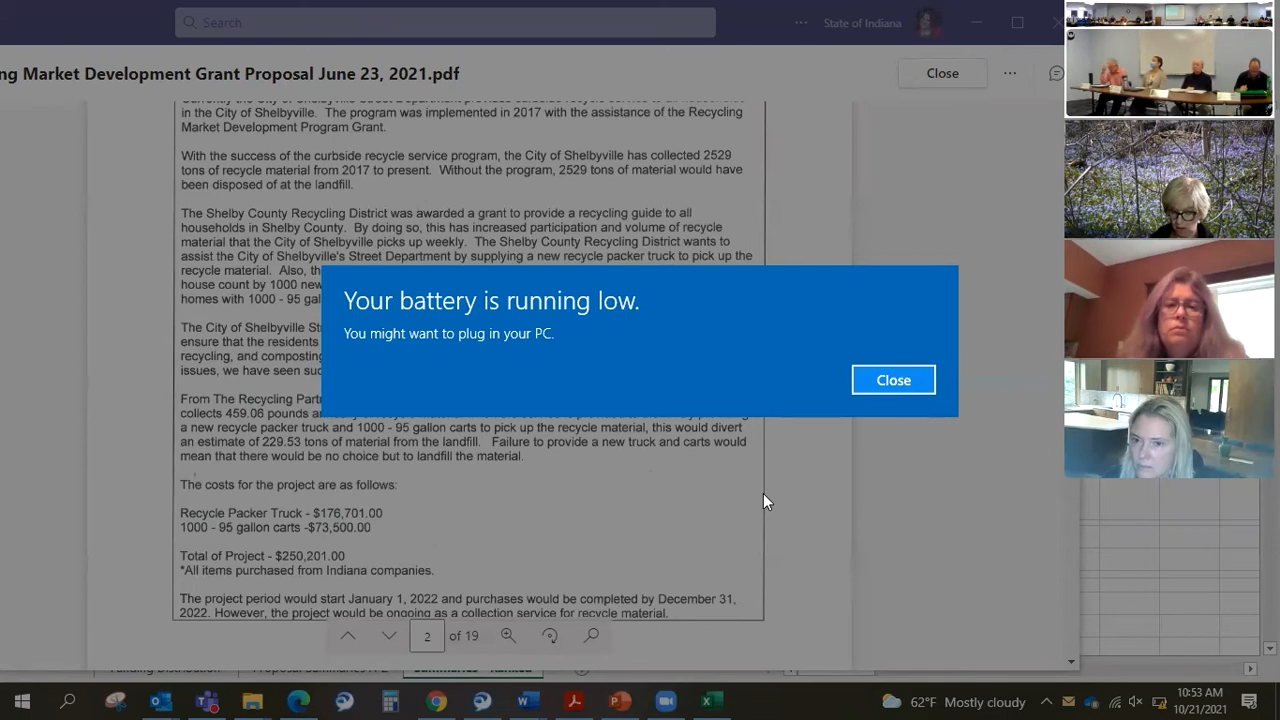 Search
State of Indiana
ng Market Development Grant Proposal June 23, 2021.pdf
Close
Currently the City of Shelbyville Street Department provides curbside recycle service to all
in the City of Shelbyville. The program was implemented in 2017 with the assistance of the Recycling
Market Development Program Grant.
With the success of the curbside recycle service program, the City of Shelbyville has collected 2529
tons of recycle material from 2017 to present. Without the program, 2529 tons of material would have
been disposed of at the landfill.
The Shelby County Recycling District was awarded a grant to provide a recycling guide to all
households in Shelby County. By doing so, this has increased participation and volume of recycle
material that the City of Shelbyville picks up weekly. The Shelby County Recycling District wants to
assist the City of Shelbyville's Street Department by supplying a new recycle packer truck to pick up the
recycle material. Also, th
house count by 1000 new
homes with 1000 - 95 gal
Your battery is running low.
You might want to plug in your PC.
Close
The City of Shelbyville St
ensure that the residents
recycling, and composting
issues, we have seen suc
From The Recycling Part
collects 459.06 pounds
a new recycle packer truck and 1000 - 95 gallon carts to pick up the recycle material, this would divert
an estimate of 229.53 tons of material from the landfill. Failure to provide a new truck and carts would
mean that there would be no choice but to landfill the material.
The costs for the project are as follows:
Recycle Packer Truck - $176,701.00
1000 - 95 gallon carts -$73,500.00
Total of Project - $250,201.00
*All items purchased from Indiana companies.
The project period would start January 1, 2022 and purchases would be completed by December 31,
2022. However, the project would be ongoing as a collection service for recycle material.
2 of 19
62°F Mostly cloudy
10:53 AM
10/21/2021